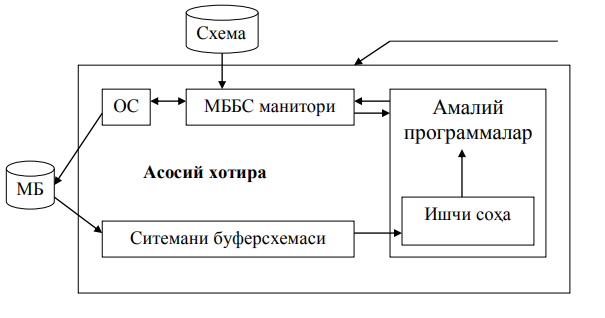 Схема
ОС
МББС манитори
Амалий
программалар
Асосий хотира
МБ
Ишчи соҳа
Ситемани буферсхемаси